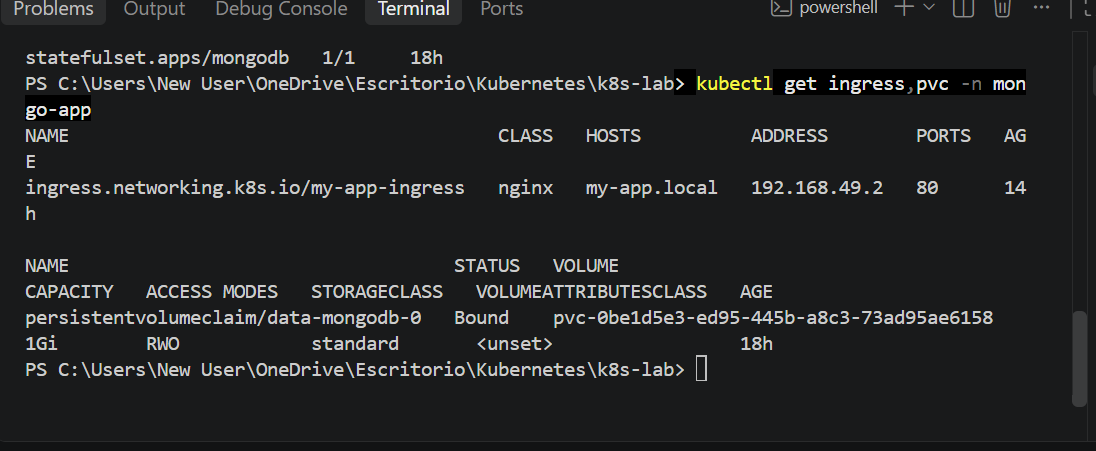 Problems Output Debug Console Terminal Ports powershell
statefulset.apps/mongodb 1/1 18h
PS C:\Users\New User\OneDrive\Escritorio\Kubernetes\k8s-lab> kubectl get ingress,pvc -n mon
go-app
NAME CLASS HOSTS ADDRESS PORTS AG
E
ingress.networking.k8s.io/my-app-ingress nginx my-app.local 192.168.49.2 80 14
h
NAME STATUS VOLUME
CAPACITY ACCESS MODES STORAGECLASS VOLUMEATTRIBUTESCLASS AGE
persistentvolumeclaim/data-mongodb-0 Bound pvc-0be1d5e3-ed95-445b-a8c3-73ad95ae6158
1Gi RWO standard <unset> 18h
PS C:\Users\New User\OneDrive\Escritorio\Kubernetes\k8s-lab>